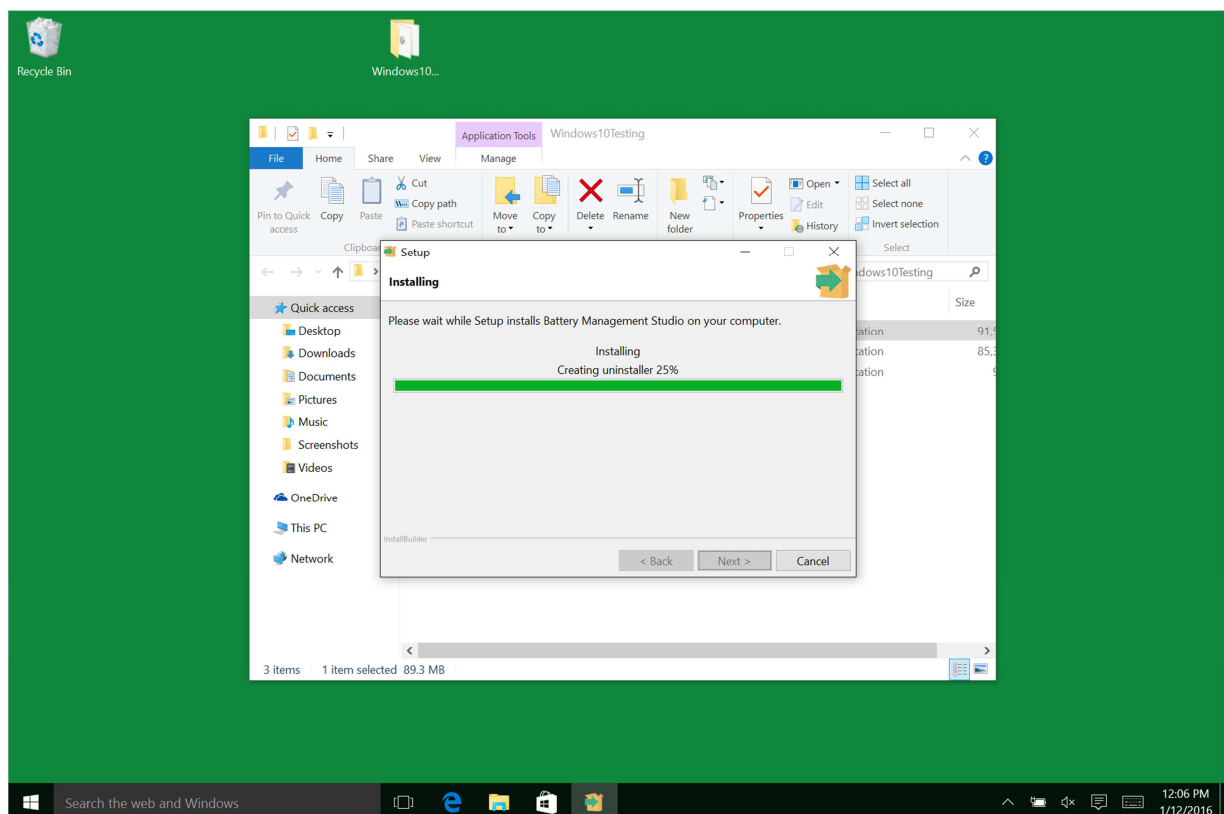 Recycle Bin
Windows10...
Application Tools
Windows10Testing
File
Home
Share
View
Manage
Pin to Quick access
Copy
Paste
Cut
Copy path
Paste shortcut
Move to
Copy to
Delete
Rename
New folder
Properties
Open
Edit
History
Select all
Select none
Invert selection
Select
Setup
Installing
Please wait while Setup installs Battery Management Studio on your computer.
Installing
Creating uninstaller 25%
InstallBuilder
< Back
Next >
Cancel
Size
Quick access
Desktop
Downloads
Documents
Pictures
Music
Screenshots
Videos
OneDrive
This PC
Network
3 items
1 item selected 89.3 MB
Search the web and Windows
12:06 PM
1/12/2016